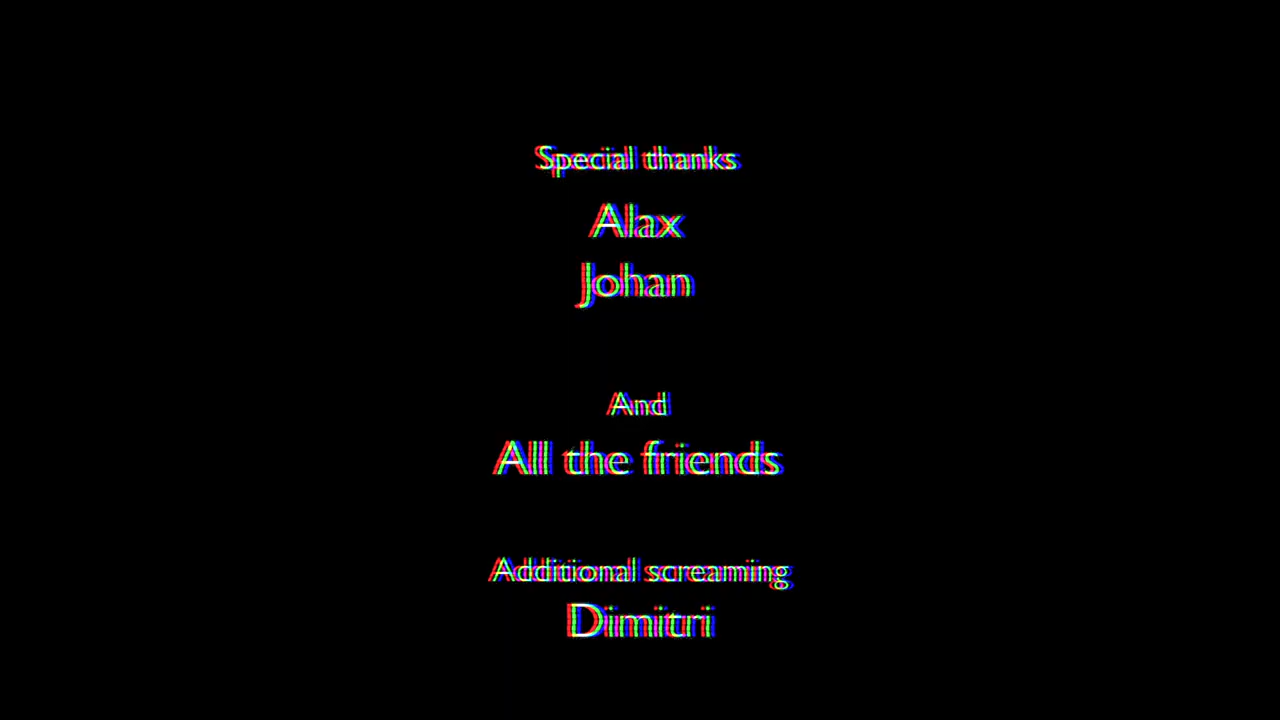 Special thanks
Alax
Johan
And
All the friends
Additional screaming
Dimitri